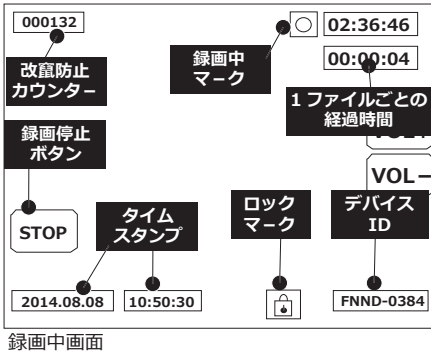 000132
02:36:46
00:00:04
改竄防止
カウンター
録画中
マーク
1 ファイルごとの
経過時間
録画停止
ボタン
VOL－
STOP
タイム
スタンプ
ロック
マーク
デバイス
ID
2014.08.08
10:50:30
FNND-0384
録画中画面